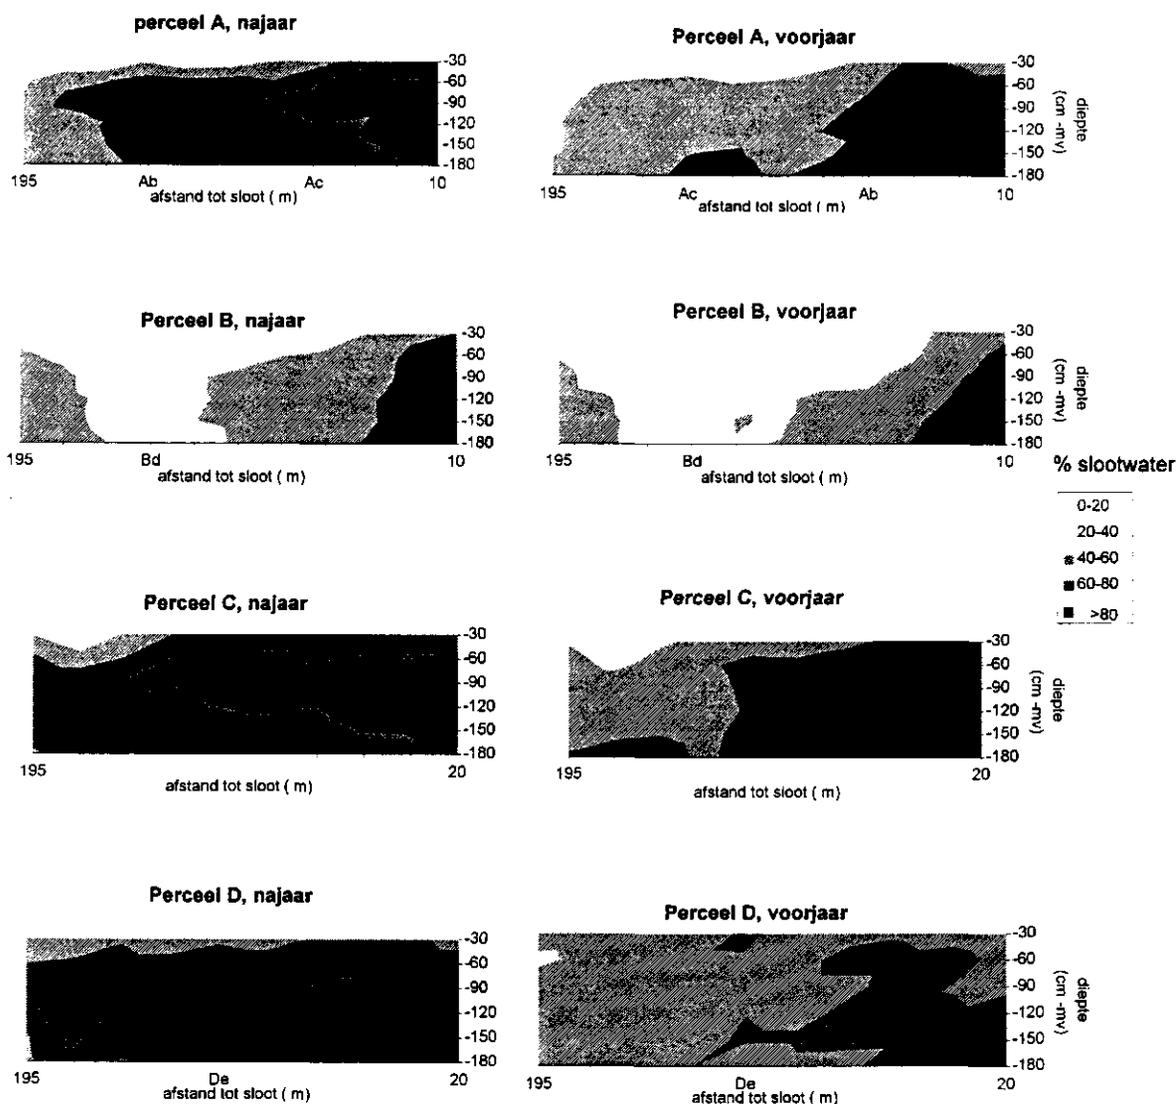 perceel A, najaar
-30
-60
-90
-120
-150
-180
195 Ab Ac 10
afstand tot sloot ( m)
Perceel A, voorjaar
-30
-60
-90
-120
-150
-180
diepte
(cm -mv)
195 Ac Ab 10
afstand tot sloot ( m)
Perceel B, najaar
-30
-60
-90
-120
-150
-180
195 Bd 10
afstand tot sloot ( m)
Perceel B, voorjaar
-30
-60
-90
-120
-150
-180
diepte
(cm -mv)
195 Bd 10
afstand tot sloot ( m)
% slootwater
0-20
20-40
40-60
60-80
>80
Perceel C, najaar
-30
-60
-90
-120
-150
-180
195 20
afstand tot sloot ( m)
Perceel C, voorjaar
-30
-60
-90
-120
-150
-180
diepte
(cm -mv)
195 20
afstand tot sloot ( m)
Perceel D, najaar
-30
-60
-90
-120
-150
-180
195 De 20
afstand tot sloot ( m)
Perceel D, voorjaar
-30
-60
-90
-120
-150
-180
diepte
(cm -mv)
195 De 20
afstand tot sloot ( m)